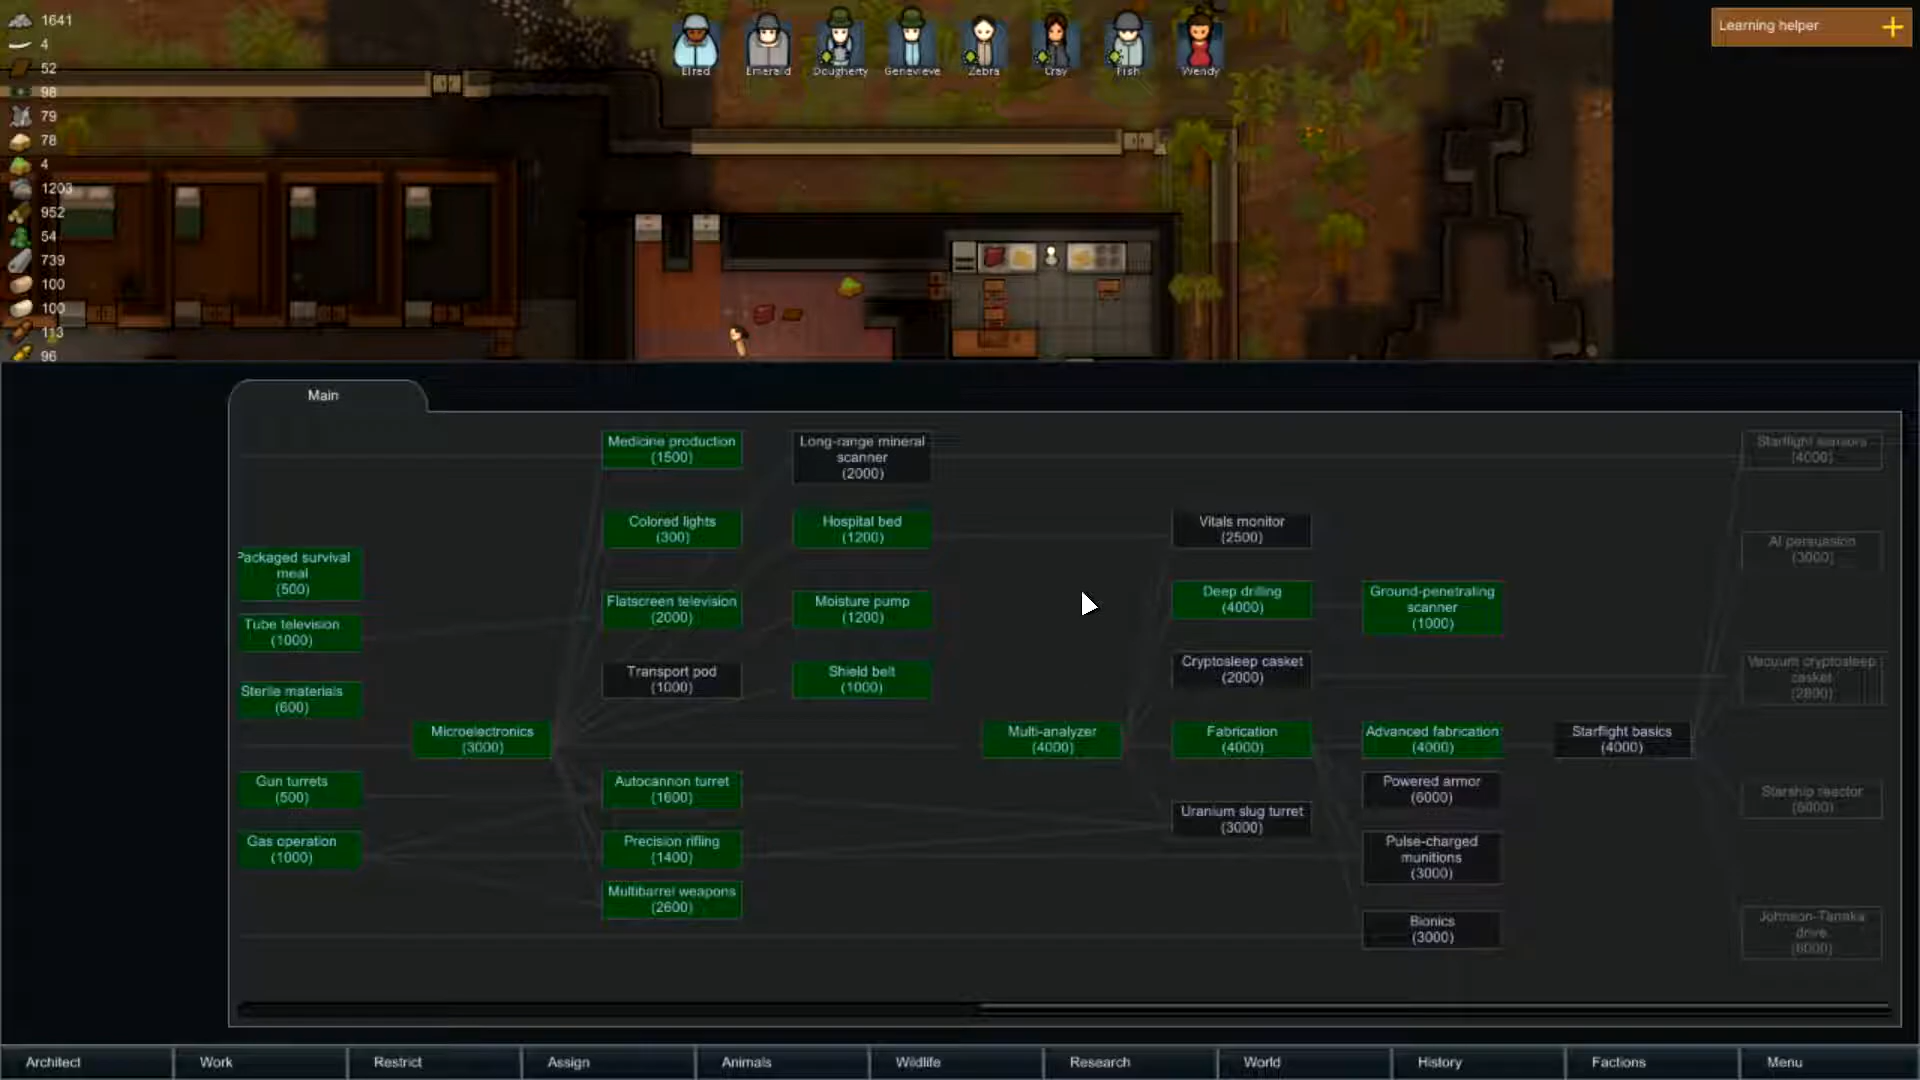 1641
4
52
98
79
78
4
1203
952
54
739
100
100
113
96
Elred
Emerald
Dougherty
Genevieve
Zebra
Cray
Fish
Wendy
Learning helper
Main
Medicine production
(1500)
Long-range mineral
scanner
(2000)
Starflight sensors
(4000)
Colored lights
(300)
Hospital bed
(1200)
Vitals monitor
(2500)
AI persuasion
(3000)
Packaged survival
meal
(500)
Flatscreen television
(2000)
Moisture pump
(1200)
Deep drilling
(4000)
Ground-penetrating
scanner
(1000)
Tube television
(1000)
Transport pod
(1000)
Shield belt
(1000)
Cryptosleep casket
(2000)
Vacuum cryptosleep
casket
(2800)
Sterile materials
(600)
Microelectronics
(3000)
Multi-analyzer
(4000)
Fabrication
(4000)
Advanced fabrication
(4000)
Starflight basics
(4000)
Gun turrets
(500)
Autocannon turret
(1600)
Powered armor
(6000)
Starship reactor
(6000)
Uranium slug turret
(3000)
Gas operation
(1000)
Precision rifling
(1400)
Pulse-charged
munitions
(3000)
Multibarrel weapons
(2600)
Bionics
(3000)
Johnson-Tanaka
drive
(6000)
Architect
Work
Restrict
Assign
Animals
Wildlife
Research
World
History
Factions
Menu